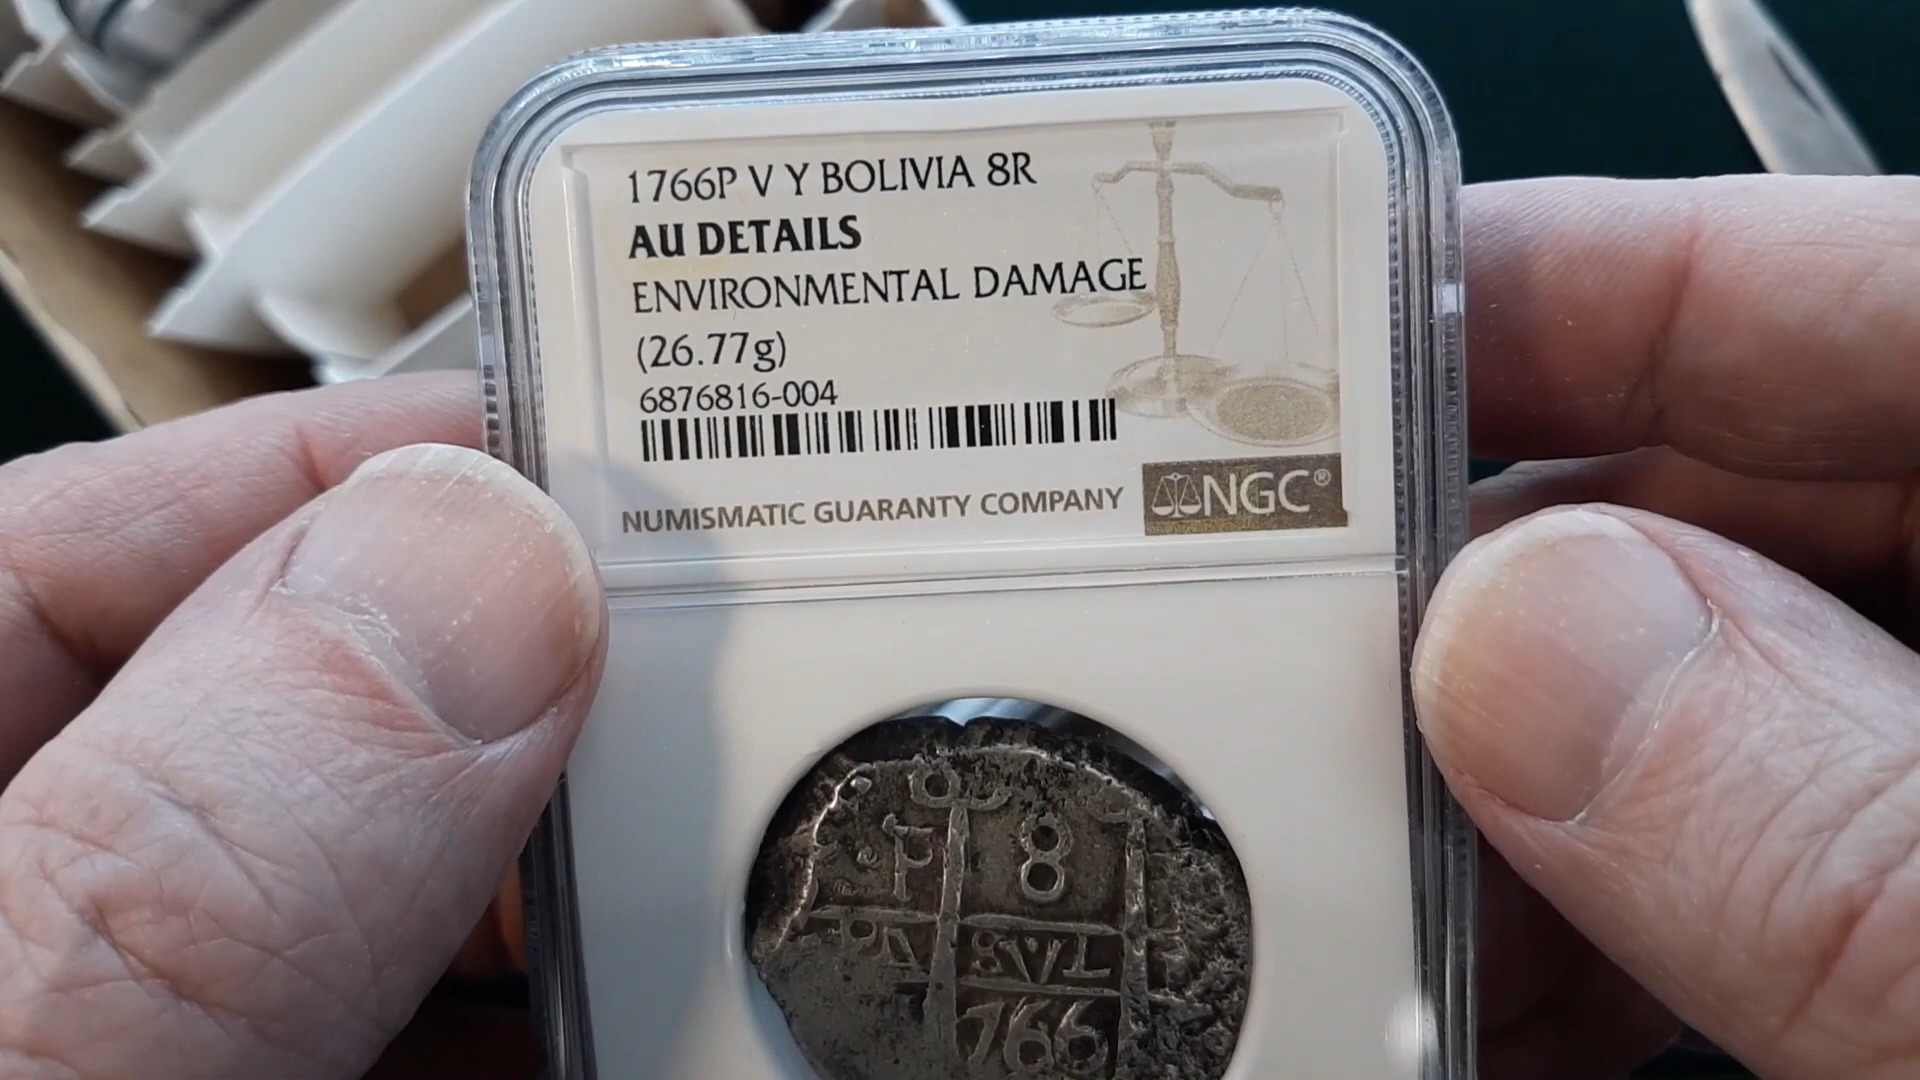 1766P V Y BOLIVIA 8R
AU DETAILS
ENVIRONMENTAL DAMAGE
(26.77g)
6876816-004
NUMISMATIC GUARANTY COMPANY
NGC®
P 8
766